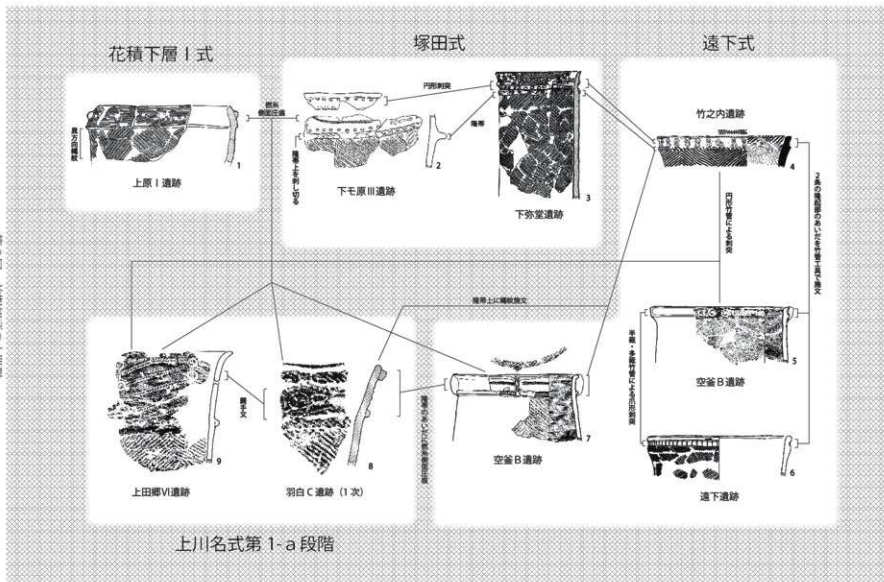 花積下層Ⅰ式
塚田式
遠下式
撚糸
側面圧痕
異方向縄紋
1
上原Ⅰ遺跡
円形刺突
隆帯
隆帯上を刺し切る
2
下モ原Ⅲ遺跡
3
下弥堂遺跡
竹之内遺跡
4
円形竹管による刺突
2条の隆起部のあいだを竹管工具で施文
隆帯上に縄紋施文
5
空釜B遺跡
半截・多截竹管による爪形刺突
6
遠下遺跡
7
空釜B遺跡
隆帯のあいだに撚糸側面圧痕
8
羽白C遺跡(1次)
鋸手文
9
上田郷Ⅵ遺跡
上川名式第1-a段階